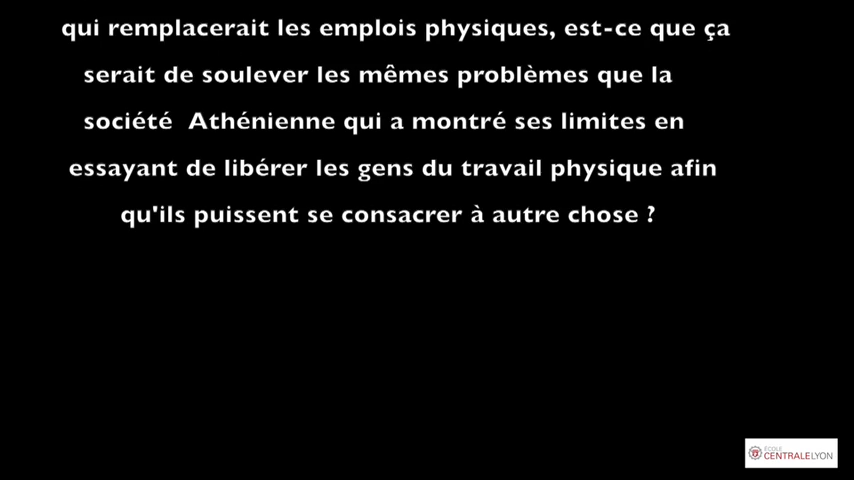 qui remplacerait les emplois physiques, est-ce que ça
serait de soulever les mêmes problèmes que la
société Athénienne qui a montré ses limites en
essayant de libérer les gens du travail physique afin
qu'ils puissent se consacrer à autre chose ?
ÉCOLE
CENTRALELYON